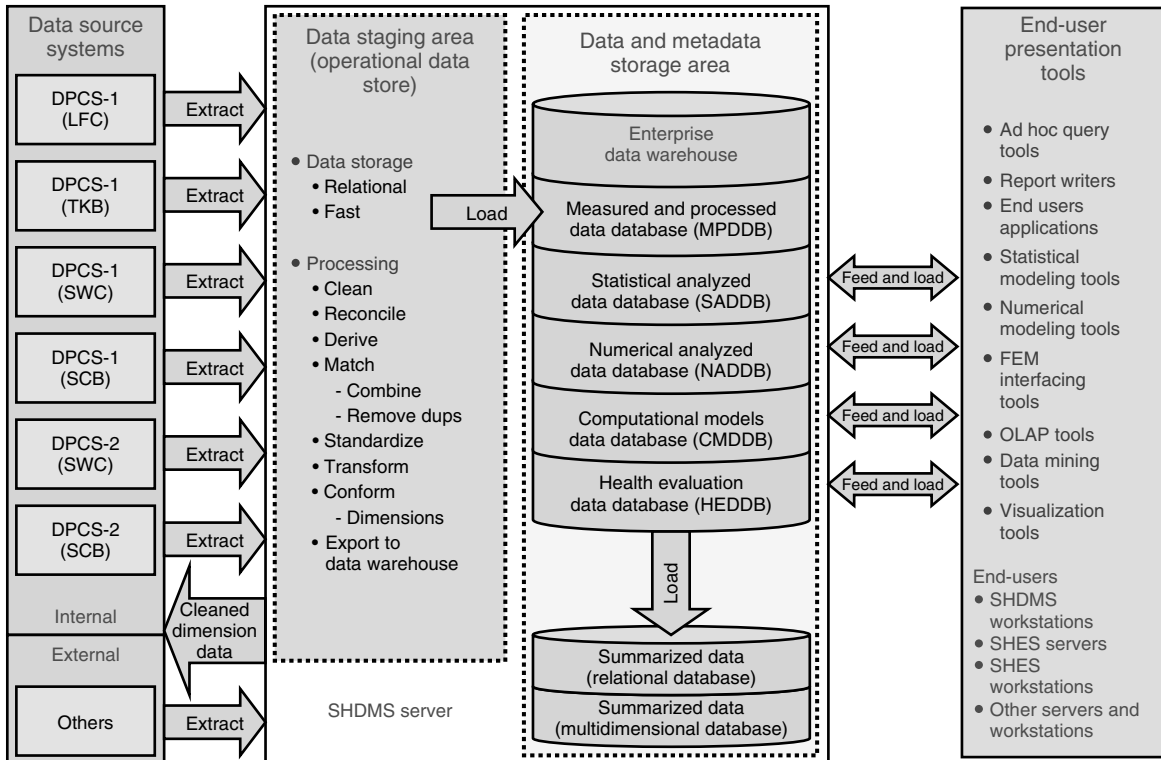 Data source
systems
DPCS-1
(LFC)
DPCS-1
(TKB)
DPCS-1
(SWC)
DPCS-1
(SCB)
DPCS-2
(SWC)
DPCS-2
(SCB)
Internal
External
Others
Extract
Extract
Extract
Extract
Extract
Extract
Cleaned
dimension
data
Extract
Data staging area
(operational data
store)
• Data storage
• Relational
• Fast
• Processing
• Clean
• Reconcile
• Derive
• Match
- Combine
- Remove dups
• Standardize
• Transform
• Conform
- Dimensions
• Export to
data warehouse
SHDMS server
Load
Data and metadata
storage area
Enterprise
data warehouse
Measured and processed
data database (MPDDB)
Statistical analyzed
data database (SADDB)
Numerical analyzed
data database (NADDB)
Computational models
data database (CMDDB)
Health evaluation
data database (HEDDB)
Load
Summarized data
(relational database)
Summarized data
(multidimensional database)
Feed and load
Feed and load
Feed and load
Feed and load
End-user
presentation
tools
• Ad hoc query
tools
• Report writers
• End users
applications
• Statistical
modeling tools
• Numerical
modeling tools
• FEM
interfacing
tools
• OLAP tools
• Data mining
tools
• Visualization
tools
End-users
• SHDMS
workstations
• SHES servers
• SHES
workstations
• Other servers and
workstations